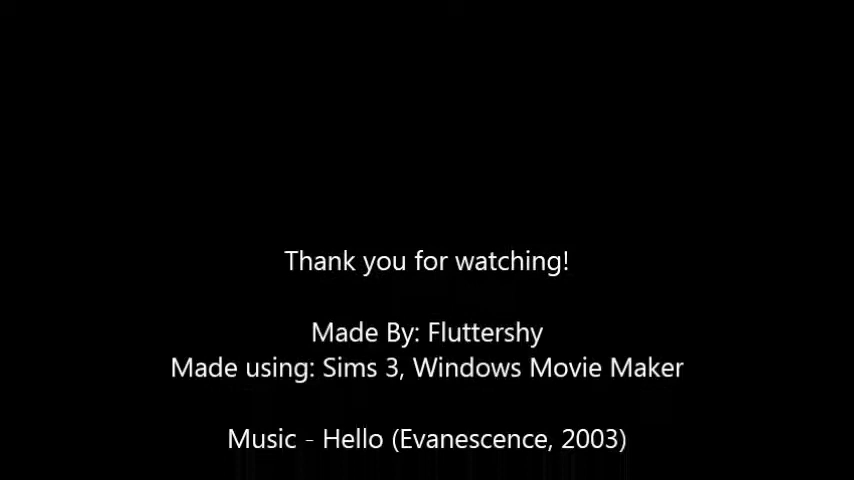 Thank you for watching!
Made By: Fluttershy
Made using: Sims 3, Windows Movie Maker
Music - Hello (Evanescence, 2003)